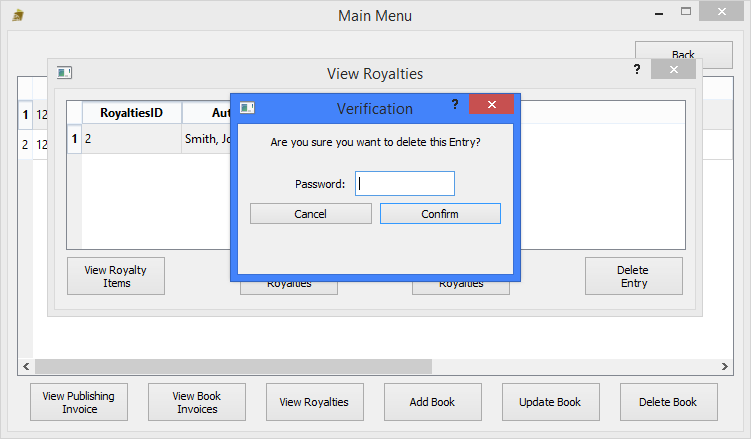 Main Menu
Back
View Royalties
?
RoyaltiesID
1
2
Smith, Jo
Verification
?
Are you sure you want to delete this Entry?
Password:
Cancel
Confirm
1
12
2
12
View Royalty
Items
Royalties
Royalties
Delete
Entry
View Publishing
Invoice
View Book
Invoices
View Royalties
Add Book
Update Book
Delete Book